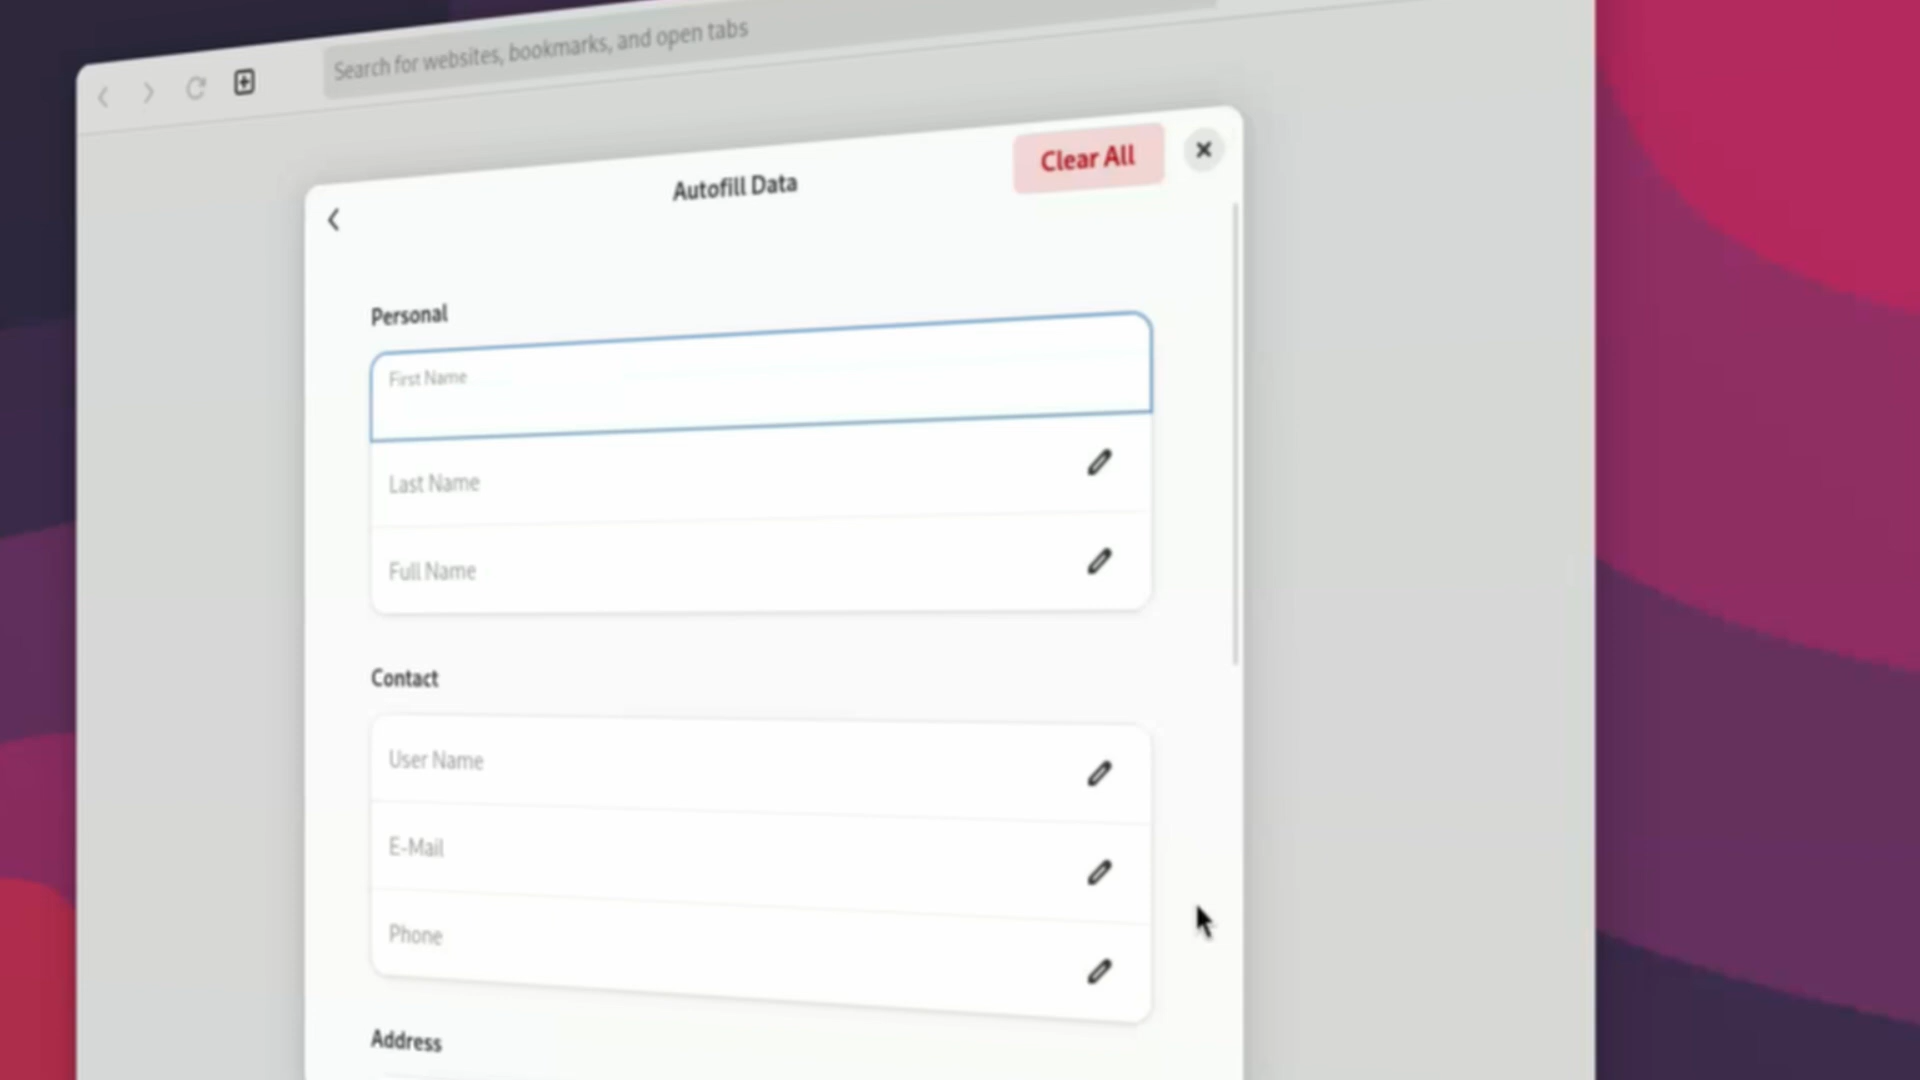 Search for websites, bookmarks, and open tabs
Autofill Data
Clear All
Personal
First Name
Last Name
Full Name
Contact
User Name
E-Mail
Phone
Address